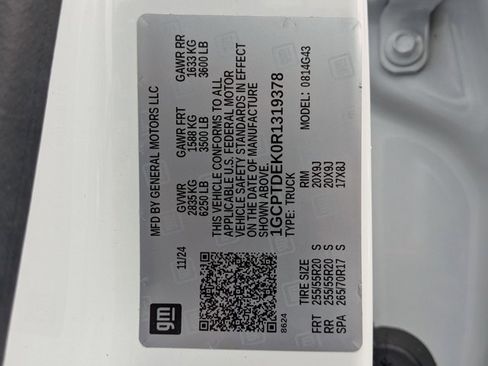 MFD BY GENERAL MOTORS LLC
GVWR GAWR FRT GAWR RR
2835 KG 1588 KG 1633 KG
6250 LB 3500 LB 3600 LB
THIS VEHICLE CONFORMS TO ALL
APPLICABLE U.S. FEDERAL MOTOR
VEHICLE SAFETY STANDARDS IN EFFECT
ON THE DATE OF MANUFACTURE
SHOWN ABOVE.
1GCPTDEK0R1319378
TYPE: TRUCK MODEL: 0814G43
11/24
gm
8624
TIRE SIZE RIM
FRT 255/55R20 S 20X9J
RR 255/55R20 S 20X9J
SPA 265/70R17 S 17X8J